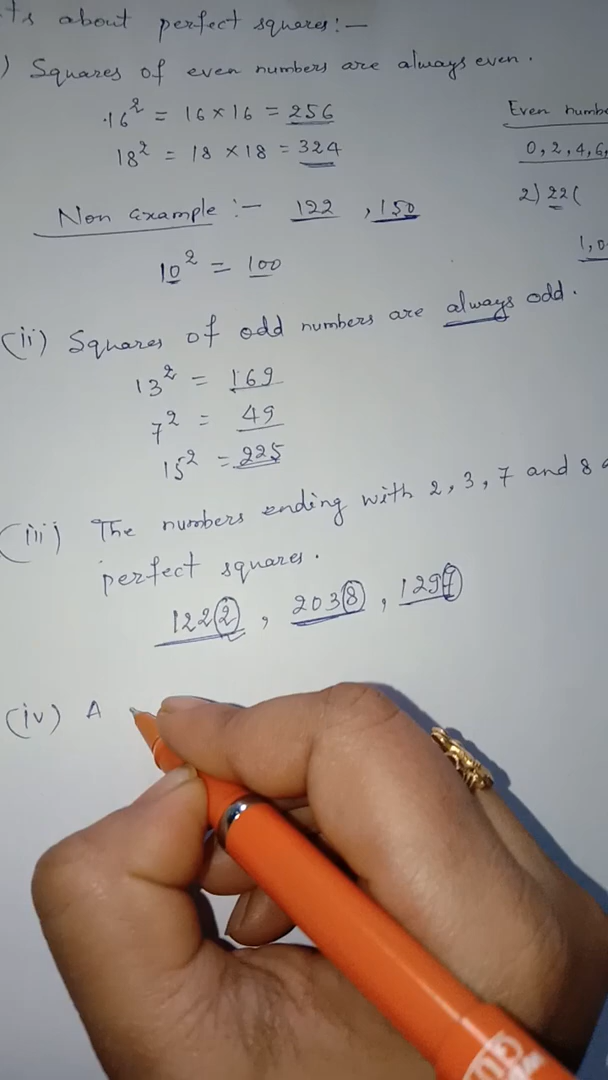 ts about perfect squares:-
) Squares of even numbers are always even.
16² = 16 × 16 = 256
18² = 18 × 18 = 324
Even numbe
0, 2, 4, 6,
2) 22 (
Non Example :- 122 , 150
10² = 100
1,0
(ii) Squares of odd numbers are always odd.
13² = 169
7² = 49
15² = 225
(iii) The numbers ending with 2, 3, 7 and 8 a
perfect squares.
1222 , 2038 , 1297
(iv) A